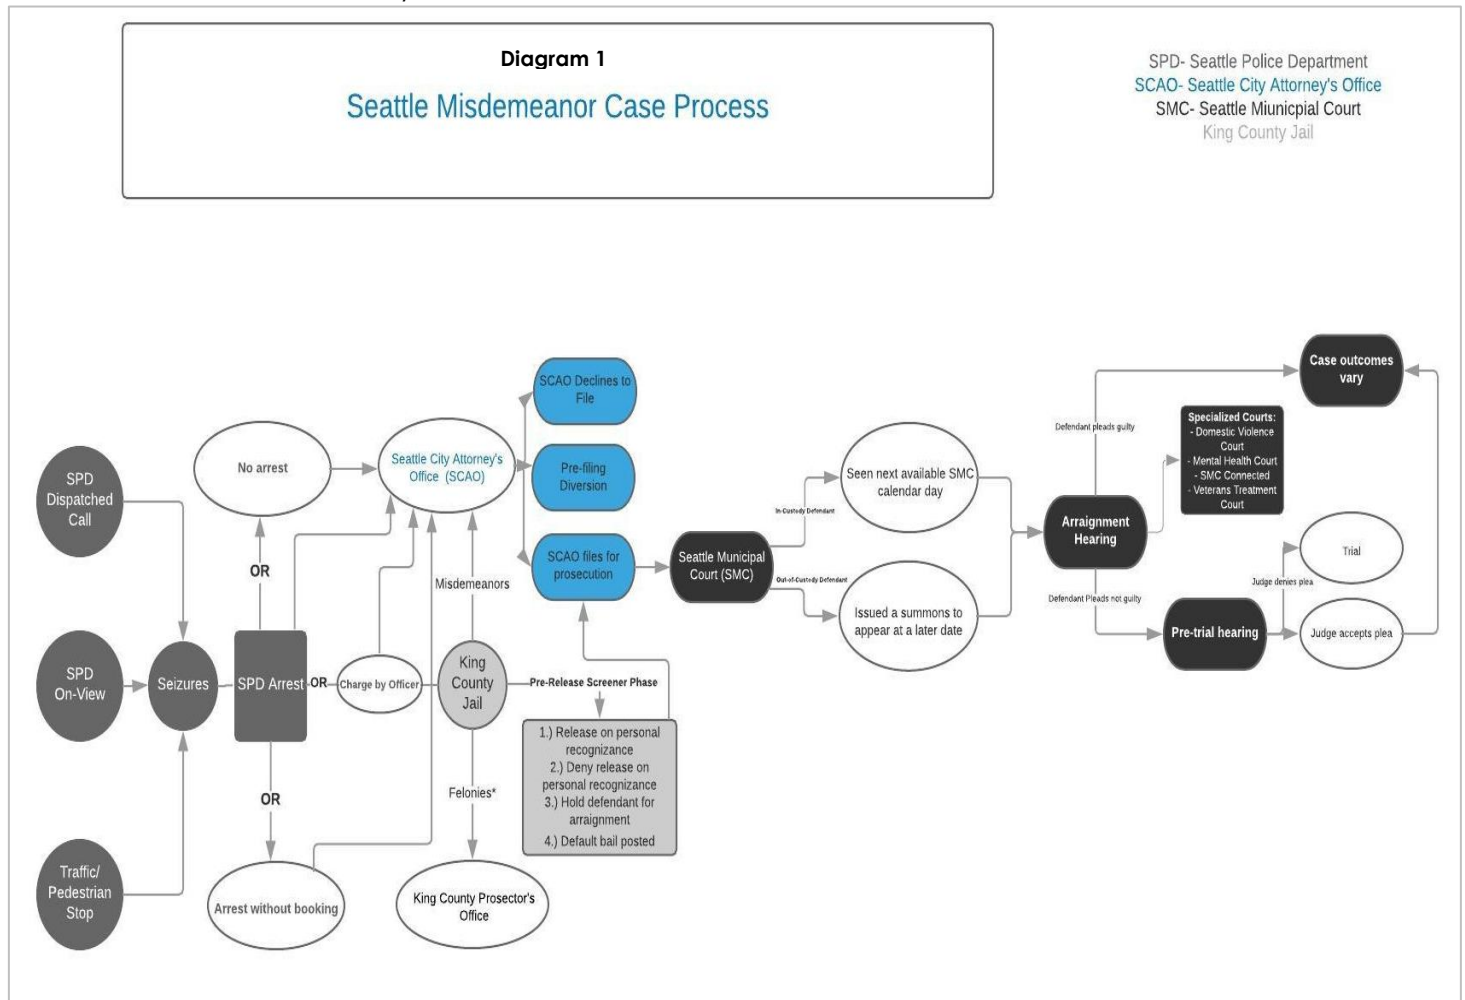 Diagram 1
Seattle Misdemeanor Case Process
SPD- Seattle Police Department
SCAO- Seattle City Attorney's Office
SMC- Seattle Miunicpial Court
King County Jail
SPD
Dispatched
Call
SPD
On-View
Traffic/
Pedestrian
Stop
Seizures
No arrest
OR
SPD Arrest
OR
OR
Arrest without booking
Charge by Officer
Seattle City Attorney's
Office (SCAO)
Misdemeanors
King
County
Jail
Felonies*
King County Prosector's
Office
SCAO Declines to
File
Pre-filing
Diversion
SCAO files for
prosecution
Pre-Release Screener Phase
1.) Release on personal
recognizance
2.) Deny release on
personal recognizance
3.) Hold defendant for
arraignment
4.) Default bail posted
Seattle Municipal
Court (SMC)
In-Custody Defendant
Out-of-Custody Defendant
Seen next available SMC
calendar day
Issued a summons to
appear at a later date
Arraignment
Hearing
Defendant pleads guilty
Defendant Pleads not guilty
Specialized Courts:
- Domestic Violence
Court
- Mental Health Court
- SMC Connected
- Veterans Treatment
Court
Case outcomes
vary
Pre-trial hearing
Judge denies plea
Trial
Judge accepts plea